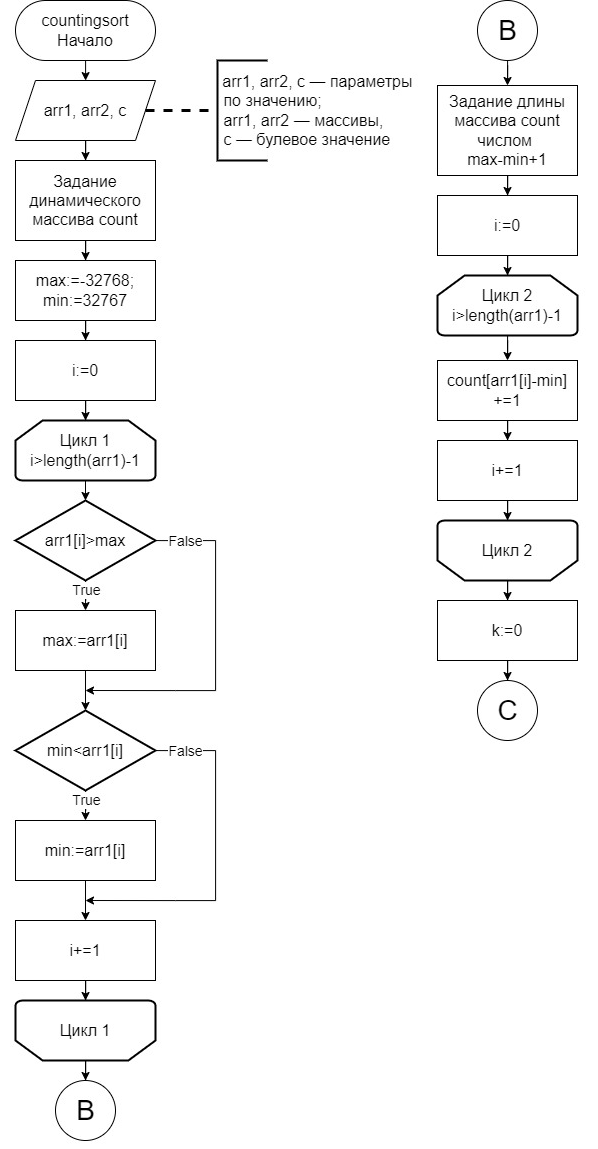 countingsort
Начало
arr1, arr2, c
arr1, arr2, c — параметры
по значению;
arr1, arr2 — массивы,
c — булевое значение
Задание
динамического
массива count
max:=-32768;
min:=32767
i:=0
Цикл 1
i>length(arr1)-1
arr1[i]>max
False
True
max:=arr1[i]
min<arr1[i]
False
True
min:=arr1[i]
i+=1
Цикл 1
B
B
Задание длины
массива count
числом
max-min+1
i:=0
Цикл 2
i>length(arr1)-1
count[arr1[i]-min]
+=1
i+=1
Цикл 2
k:=0
C